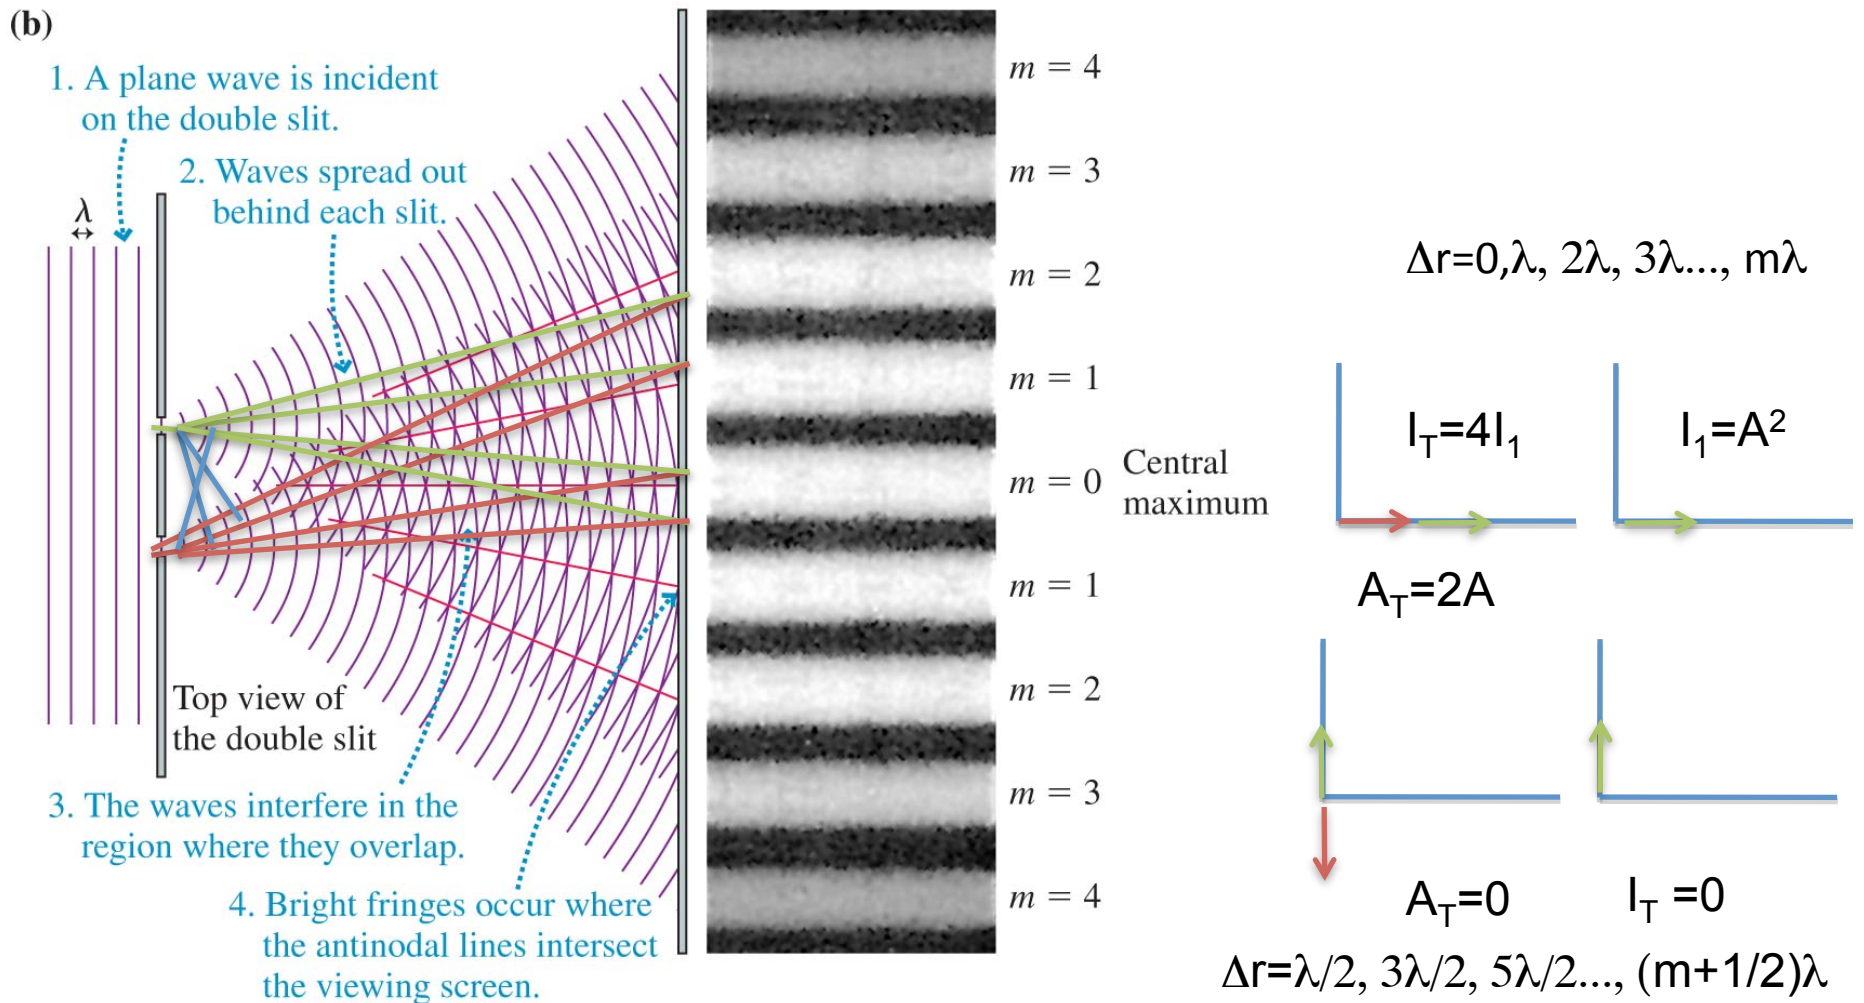 (b)
1. A plane wave is incident
on the double slit.
2. Waves spread out
behind each slit.
λ
Top view of
the double slit
3. The waves interfere in the
region where they overlap.
4. Bright fringes occur where
the antinodal lines intersect
the viewing screen.
m = 4
m = 3
m = 2
m = 1
m = 0
Central
maximum
m = 1
m = 2
m = 3
m = 4
Δr=0,λ, 2λ, 3λ..., mλ
I_T=4I_1
I_1=A^2
A_T=2A
A_T=0
I_T =0
Δr=λ/2, 3λ/2, 5λ/2..., (m+1/2)λ